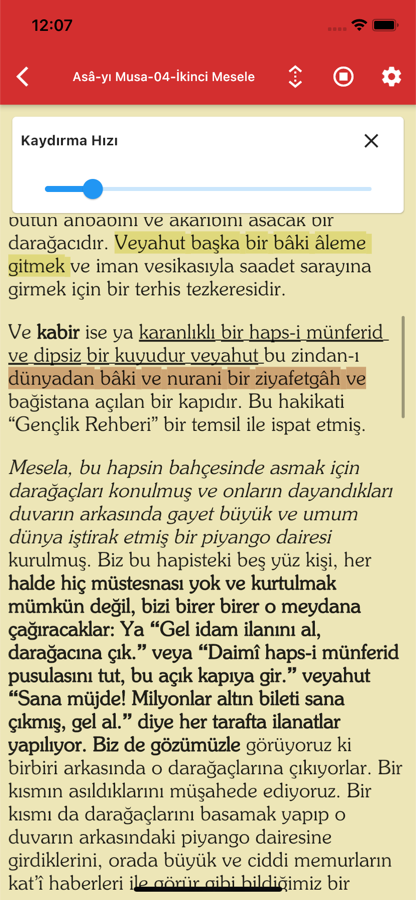 12:07
Asâ-yı Musa-04-İkinci Mesele
Kaydırma Hızı
bütün ahbabını ve akaribini asacak bir
darağacıdır. Veyahut başka bir bâki âleme
gitmek ve iman vesikasıyla saadet sarayına
girmek için bir terhis tezkeresidir.
Ve kabir ise ya karanlıklı bir haps-i münferid
ve dipsiz bir kuyudur veyahut bu zindan-ı
dünyadan bâki ve nurani bir ziyafetgâh ve
bağistana açılan bir kapıdır. Bu hakikati
“Gençlik Rehberi” bir temsil ile ispat etmiş.
Mesela, bu hapsin bahçesinde asmak için
darağaçları konulmuş ve onların dayandıkları
duvarın arkasında gayet büyük ve umum
dünya iştirak etmiş bir piyango dairesi
kurulmuş. Biz bu hapisteki beş yüz kişi, her
halde hiç müstesnası yok ve kurtulmak
mümkün değil, bizi birer birer o meydana
çağıracaklar: Ya “Gel idam ilanını al,
darağacına çık.” veya “Daimî haps-i münferid
pusulasını tut, bu açık kapıya gir.” veyahut
“Sana müjde! Milyonlar altın bileti sana
çıkmış, gel al.” diye her tarafta ilanatlar
yapılıyor. Biz de gözümüzle görüyoruz ki
birbiri arkasında o darağaçlarına çıkıyorlar. Bir
kısmın asıldıklarını müşahede ediyoruz. Bir
kısmı da darağaçlarını basamak yapıp o
duvarın arkasındaki piyango dairesine
girdiklerini, orada büyük ve ciddi memurların
kat’î haberleri ile görür gibi bildiğimiz bir